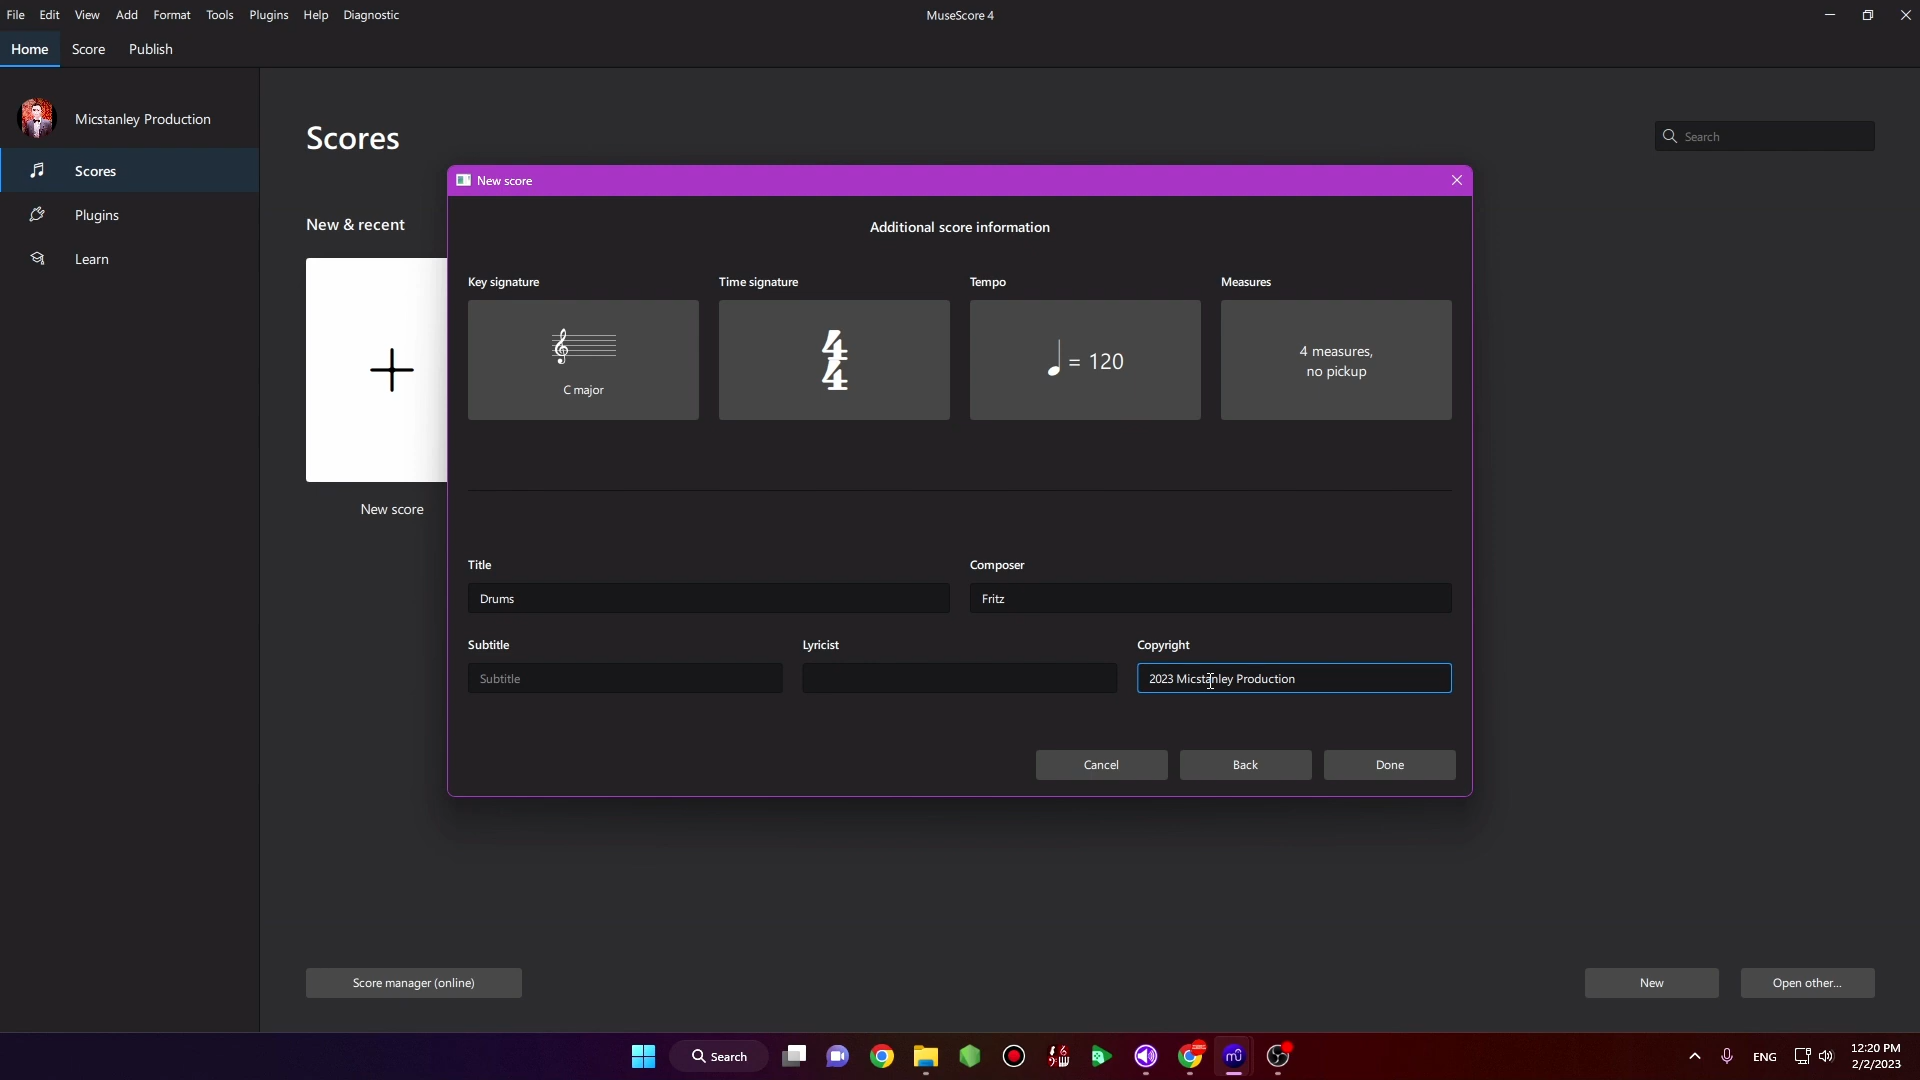 File Edit View Add Format Tools Plugins Help Diagnostic
MuseScore 4
Home Score Publish
Micstanley Production
Scores
Plugins
Learn
Scores
Search
New & recent
New score
New score
Additional score information
Key signature
Time signature
Tempo
Measures
C major
4
4
= 120
4 measures,
no pickup
Title
Composer
Drums
Fritz
Subtitle
Lyricist
Copyright
Subtitle
2023 Micstanley Production
Cancel
Back
Done
Score manager (online)
New
Open other...
Search
ENG
12:20 PM
2/2/2023